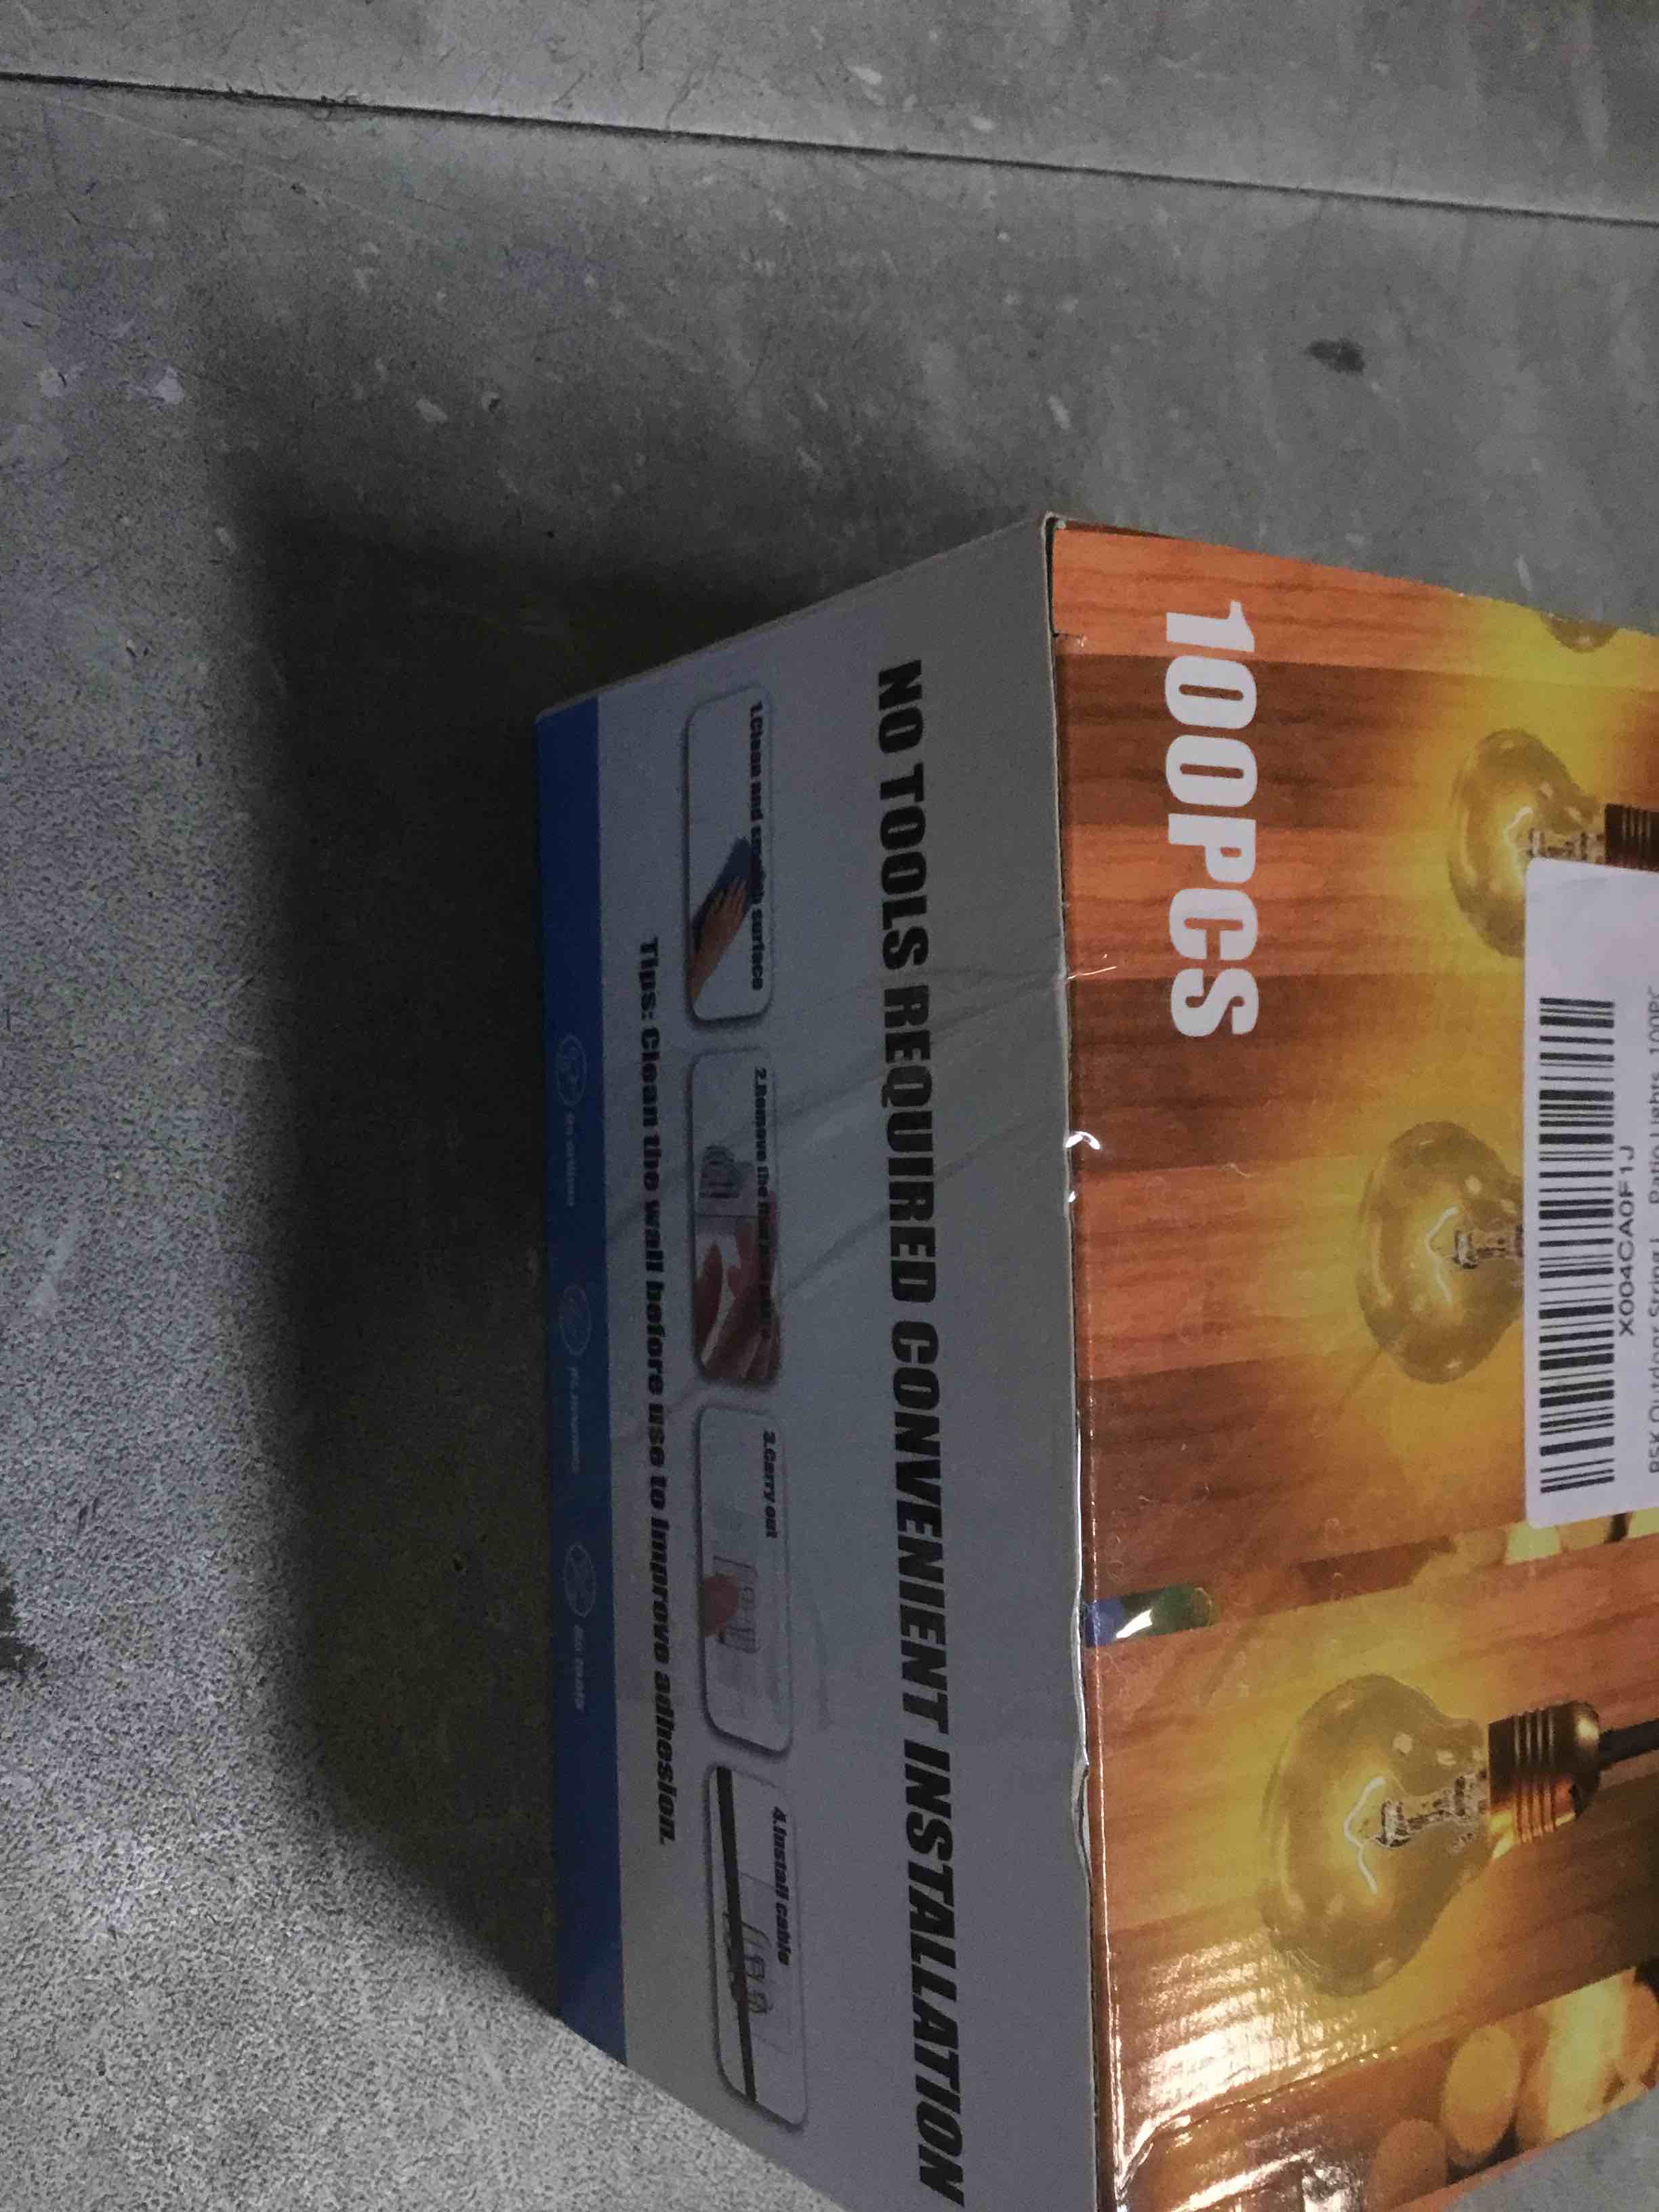 100PCS
X004CA0F1J
NO TOOLS REQUIRED CONVENIENT INSTALLATION
1.Clean and smooth surface
2.Remove the
3.Carry out
4.Install cable
Tips: Clean the wall before use to improve adhesion.